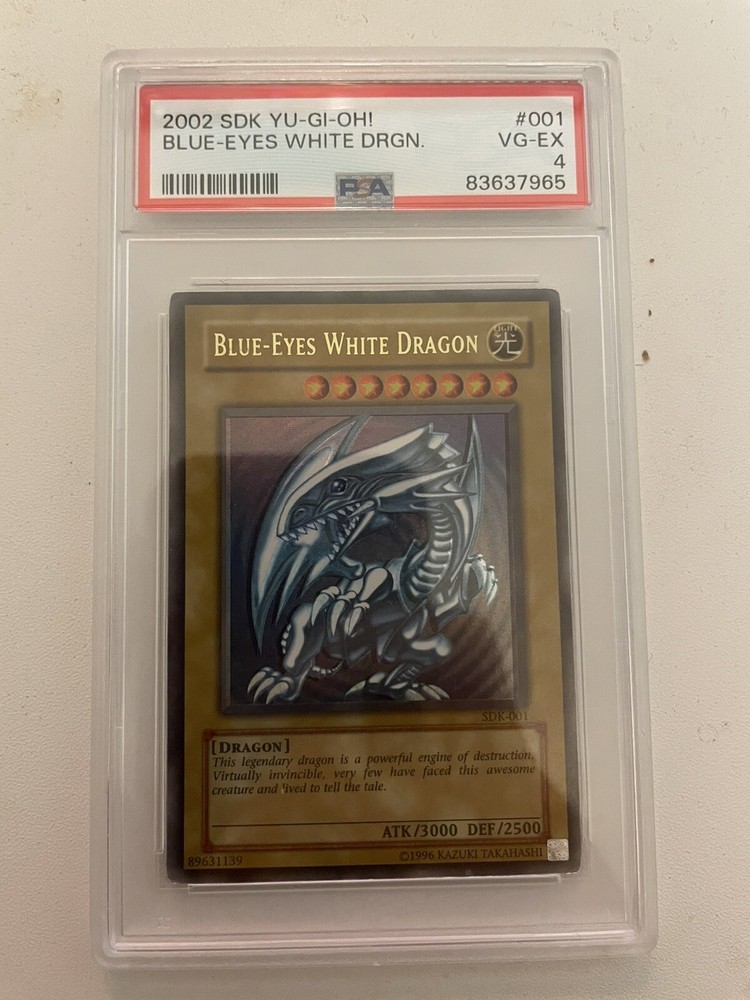 2002 SDK YU-GI-OH! #001
BLUE-EYES WHITE DRGN. VG-EX
4
PSA 83637965
BLUE-EYES WHITE DRAGON
LIGHT
光
SDK-001
[DRAGON]
This legendary dragon is a powerful engine of destruction.
Virtually invincible, very few have faced this awesome
creature and lived to tell the tale.
ATK/3000 DEF/2500
89631139 ©1996 KAZUKI TAKAHASHI